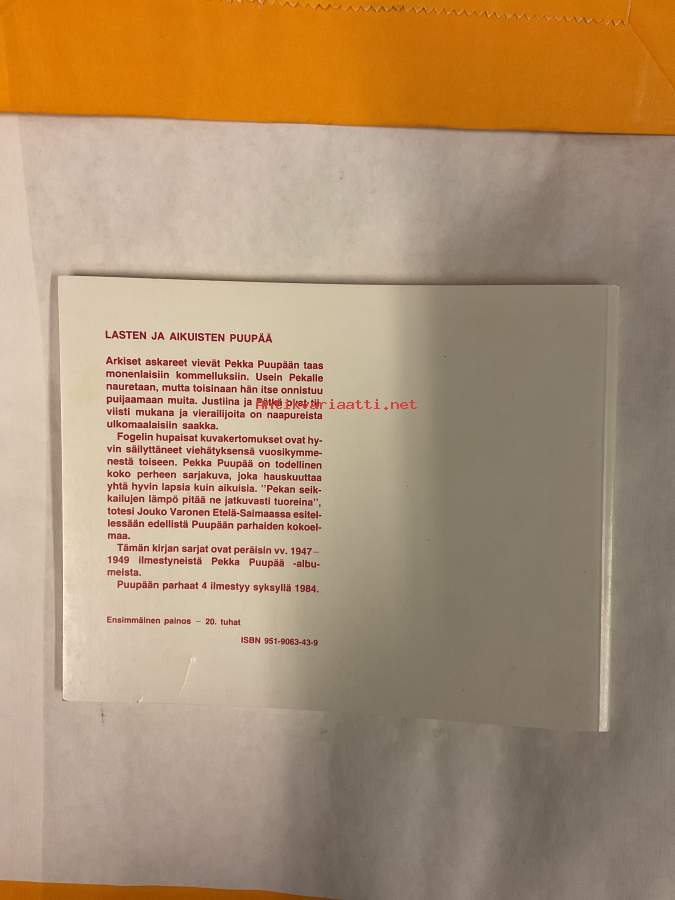 LASTEN JA AIKUISTEN PUUPÄÄ
Arkiset askareet vievät Pekka Puupään taas
monenlaisiin kommelluksiin. Usein Pekalle
nauretaan, mutta toisinaan hän itse onnistuu
puijaamaan muita. Justiina ja Pätkä ovat tii-
Antikvariaatti.net
viisti mukana ja vierailijoita on naapureista
ulkomaalaisiin saakka.
Fogelin hupaisat kuvakertomukset ovat hy-
vin säilyttäneet viehätyksensä vuosikymme-
nestä toiseen. Pekka Puupää on todellinen
koko perheen sarjakuva, joka hauskuuttaa
yhtä hyvin lapsia kuin aikuisia. "Pekan seik-
kailujen lämpö pitää ne jatkuvasti tuoreina",
totesi Jouko Varonen Etelä-Saimaassa esitel-
lessään edellistä Puupään parhaiden kokoel-
maa.
Tämän kirjan sarjat ovat peräisin vv. 1947–
1949 ilmestyneistä Pekka Puupää -albu-
meista.
Puupään parhaat 4 ilmestyy syksyllä 1984.
Ensimmäinen painos – 20. tuhat
ISBN 951-9063-43-9